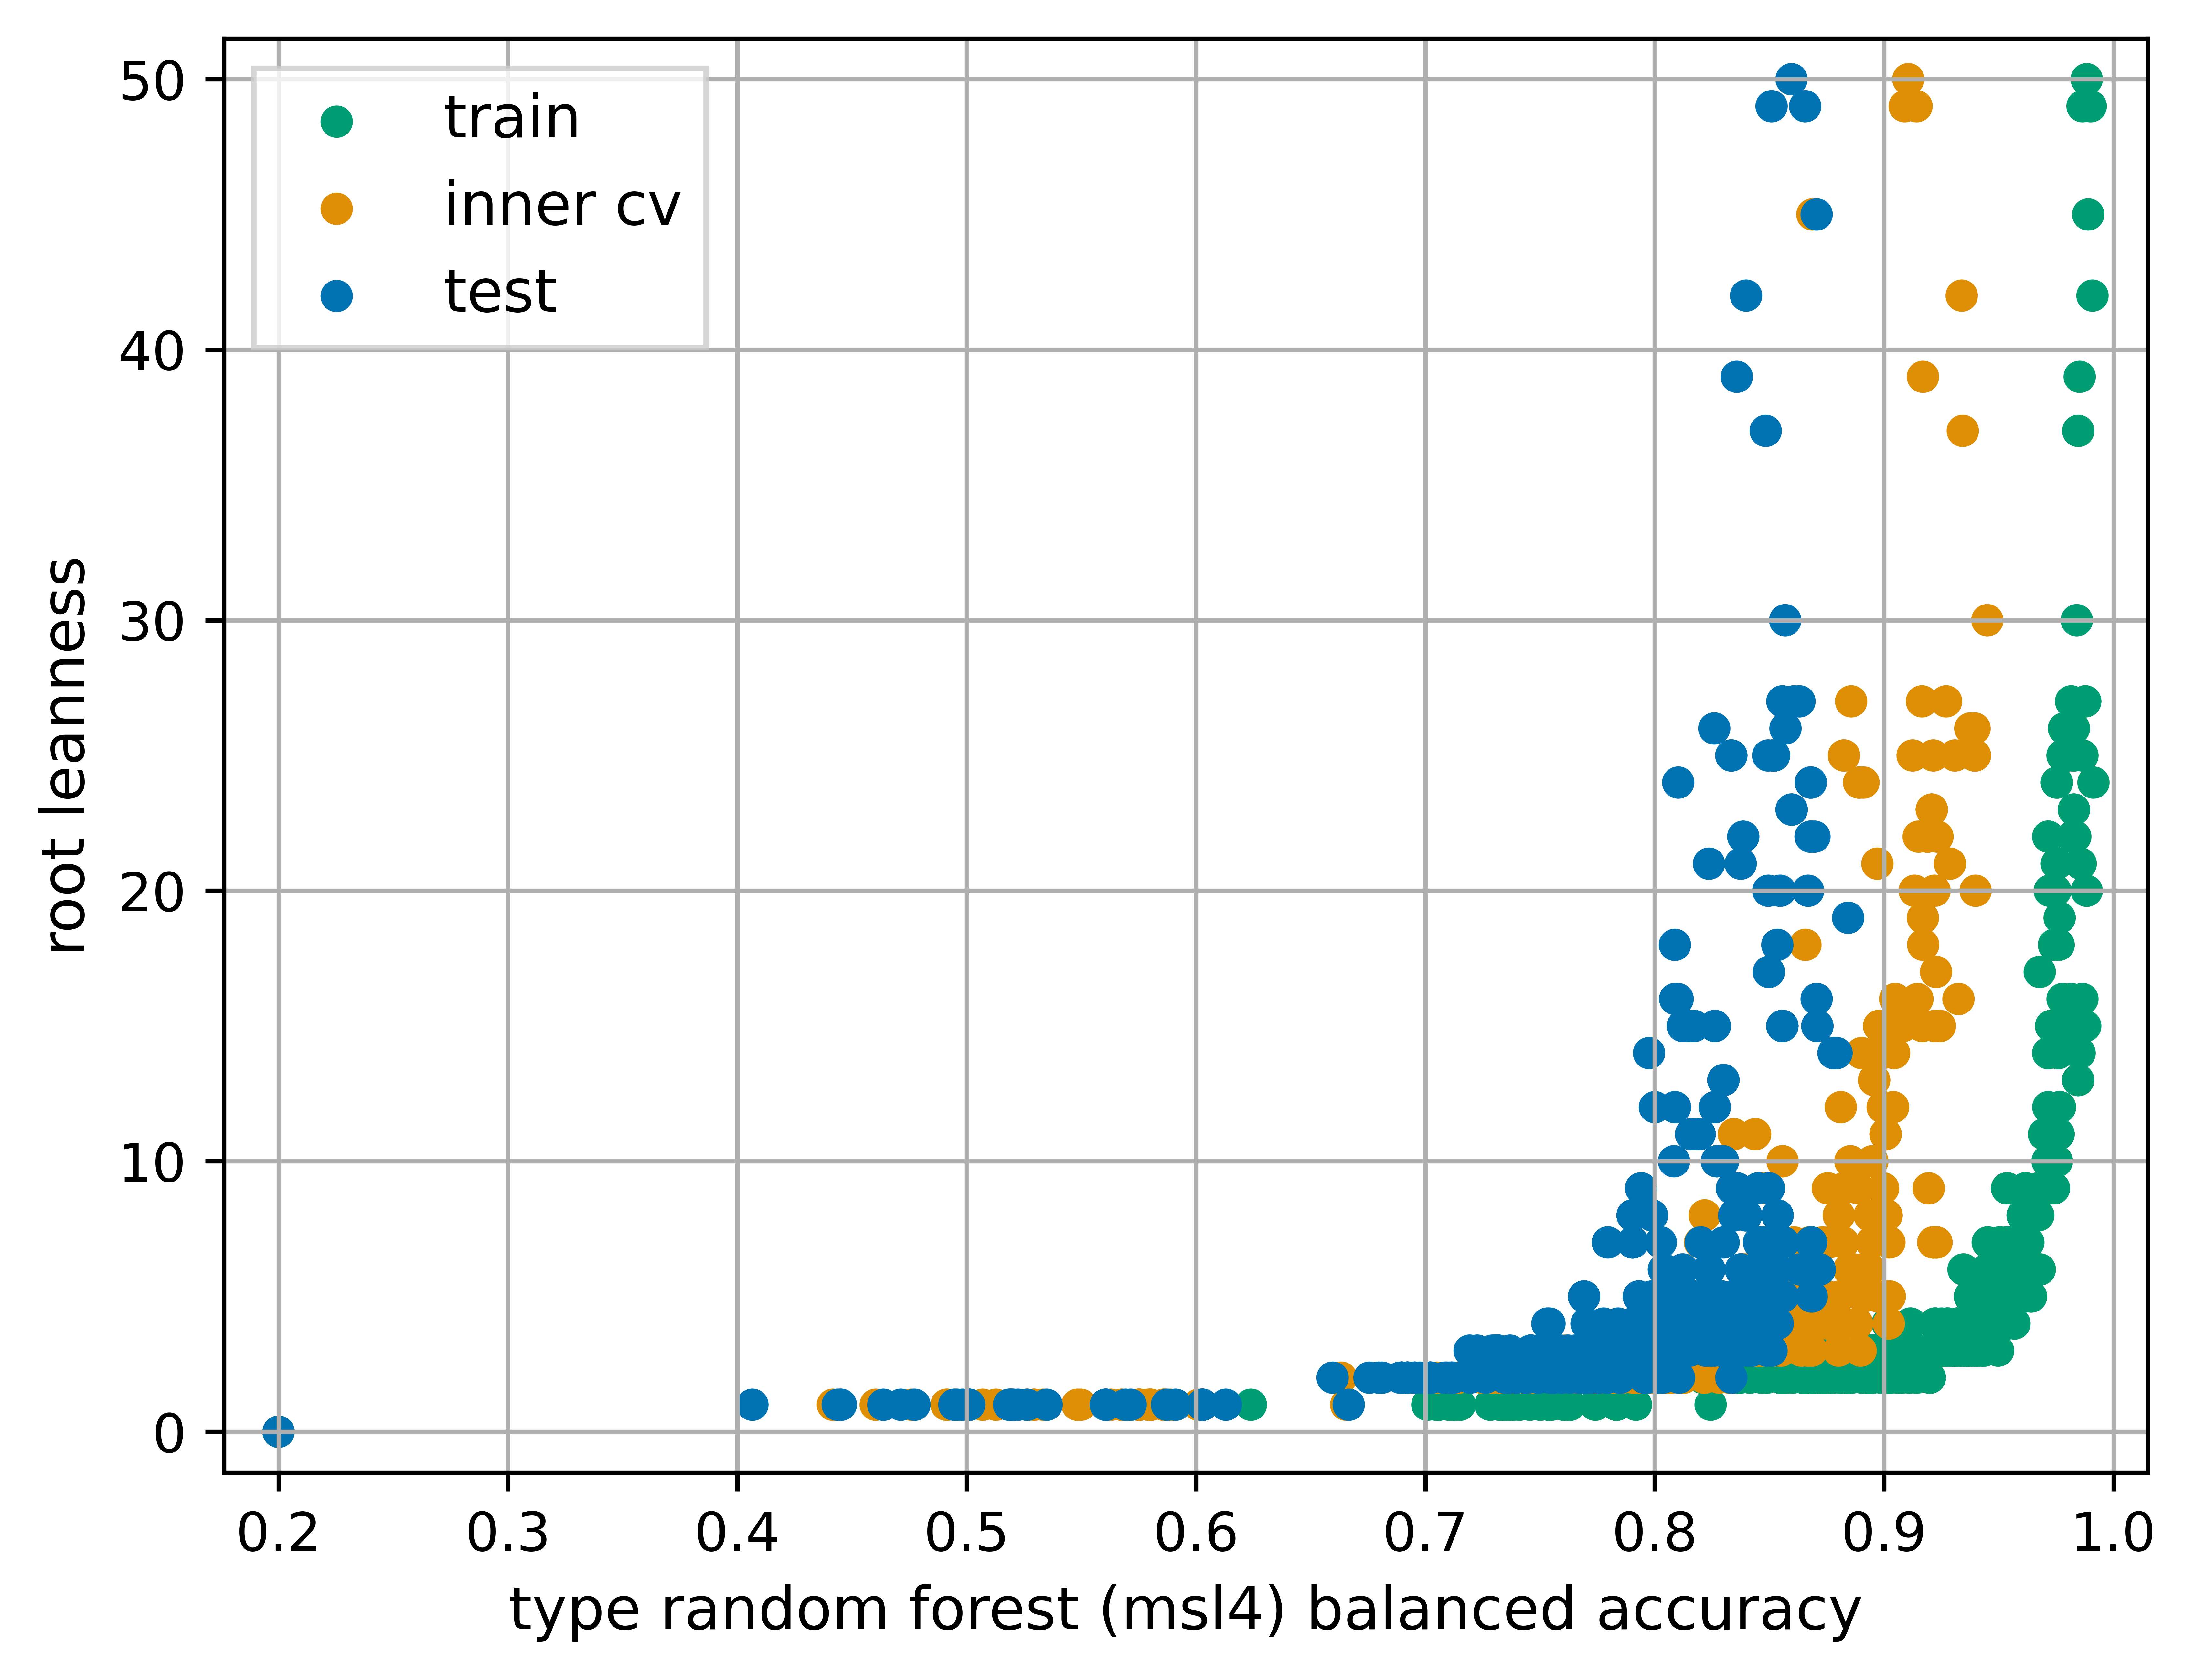 50
40
30
20
10
0
root leanness
train
inner cv
test
0.2 0.3 0.4 0.5 0.6 0.7 0.8 0.9 1.0
type random forest (msl4) balanced accuracy